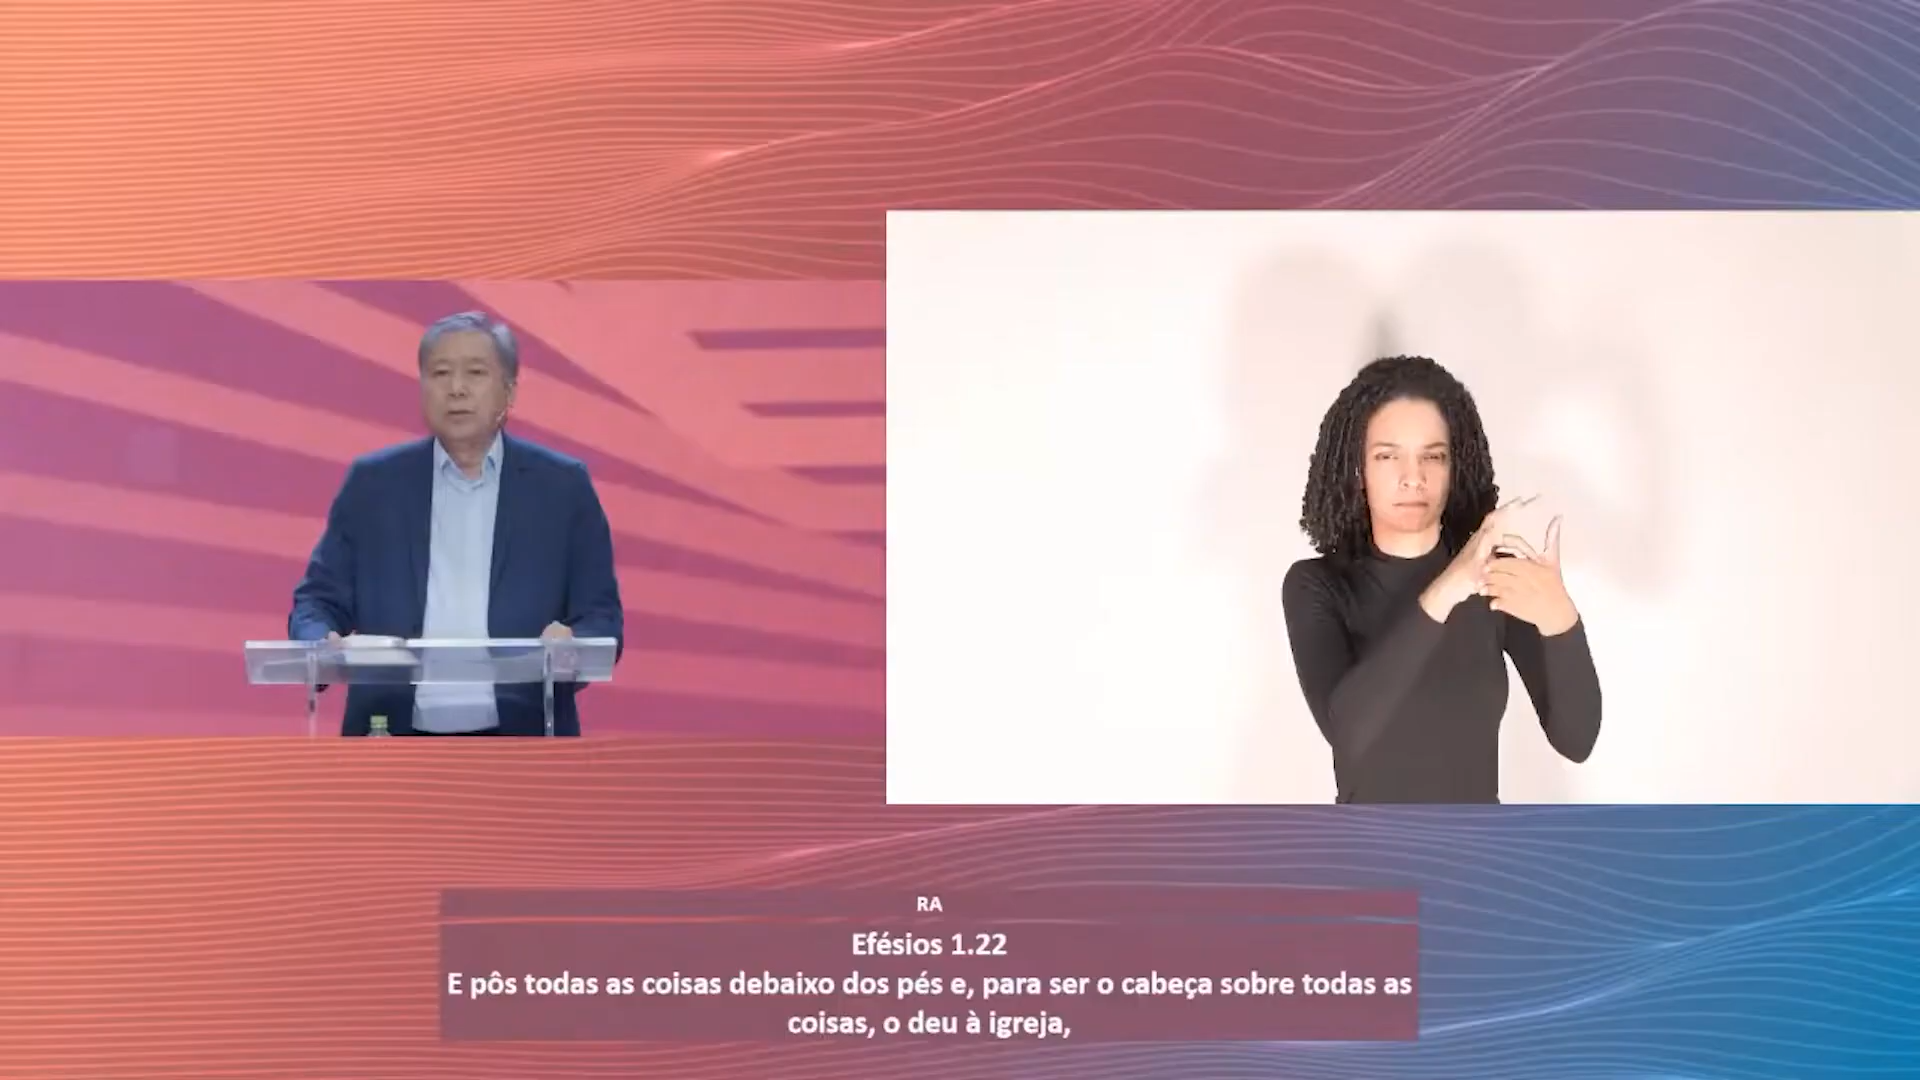 RA
Efésios 1.22
E pôs todas as coisas debaixo dos pés e, para ser o cabeça sobre todas as
coisas, o deu à igreja,